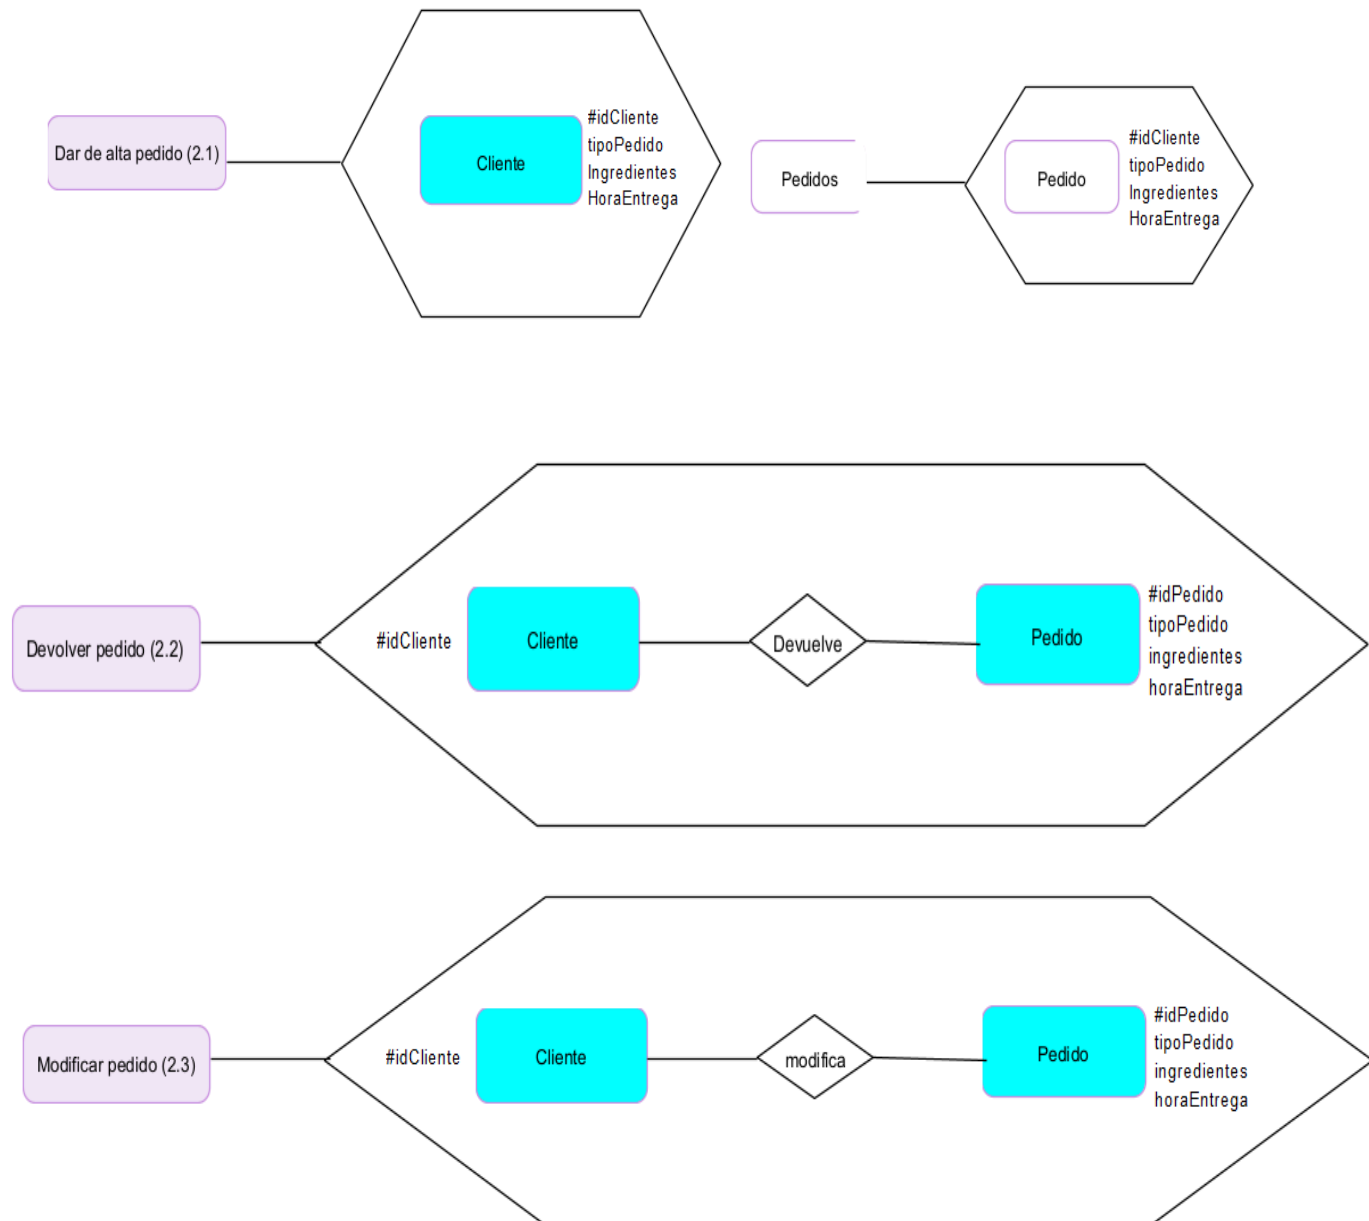 Dar de alta pedido (2.1)
Cliente
#idCliente
tipoPedido
Ingredientes
HoraEntrega
Pedidos
Pedido
#idCliente
tipoPedido
Ingredientes
HoraEntrega
Devolver pedido (2.2)
#idCliente
Cliente
Devuelve
Pedido
#idPedido
tipoPedido
ingredientes
horaEntrega
Modificar pedido (2.3)
#idCliente
Cliente
modifica
Pedido
#idPedido
tipoPedido
ingredientes
horaEntrega